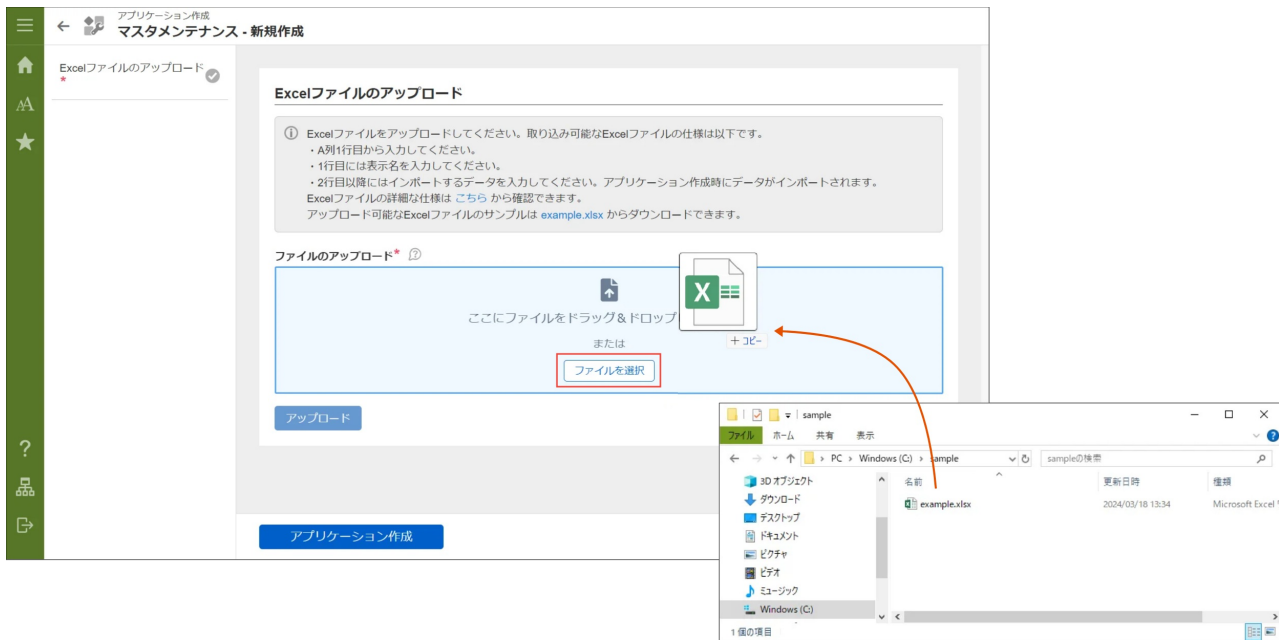 アプリケーション作成
マスタメンテナンス - 新規作成
Excelファイルのアップロード
*
Excelファイルのアップロード
Excelファイルをアップロードしてください。取り込み可能なExcelファイルの仕様は以下です。
・A列1行目から入力してください。
・1行目には表示名を入力してください。
・2行目以降にはインポートするデータを入力してください。アプリケーション作成時にデータがインポートされます。
Excelファイルの詳細な仕様は こちら から確認できます。
アップロード可能なExcelファイルのサンプルは example.xlsx からダウンロードできます。
ファイルのアップロード*
ここにファイルをドラッグ&ドロップ
+ コピー
または
ファイルを選択
アップロード
アプリケーション作成
sample
ファイル ホーム 共有 表示
PC > Windows (C:) > sample
sampleの検索
名前 更新日時 種類
example.xlsx 2024/03/18 13:34 Microsoft Excel
3D オブジェクト
ダウンロード
デスクトップ
ドキュメント
ピクチャ
ビデオ
ミュージック
Windows (C:)
1 個の項目